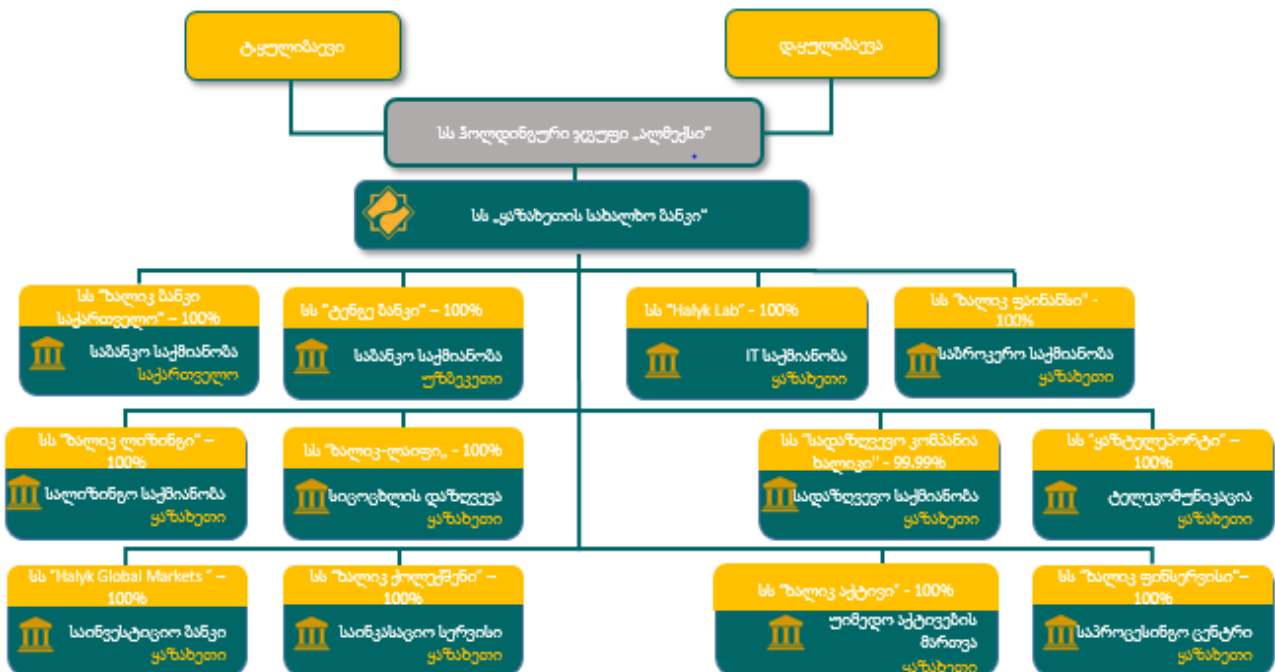 ტ.ყულიბაევი
დ.ყულიბაევა
სს ჰოლდინგური ჯგუფი „ალმექსი“
სს „ყაზახეთის სახალხო ბანკი“
სს “ხალიკ ბანკი
საქართველო“ – 100%
საბანკო საქმიანობა
საქართველო
სს “ტენგე ბანკი“ – 100%
საბანკო საქმიანობა
უზბეკეთი
სს “Halyk Lab“ - 100%
IT საქმიანობა
ყაზახეთი
სს “ხალიკ ფაინანსი“ -
100%
საბროკერო საქმიანობა
ყაზახეთი
სს “ხალიკ ლიზინგი“ –
100%
სალიზინგო საქმიანობა
ყაზახეთი
სს “ხალიკ-ლაიფი„ - 100%
სიცოცხლის დაზღვევა
ყაზახეთი
სს “სადაზღვევო კომპანია
ხალიკი'' - 99.99%
სადაზღვევო საქმიანობა
ყაზახეთი
სს “ყაზტელეპორტი“ –
100%
ტელეკომუნიკაცია
ყაზახეთი
სს “Halyk Global Markets “ –
100%
საინვესტიციო ბანკი
ყაზახეთი
სს “ხალიკ ქოლექშენი“ –
100%
საინკასაციო სერვისი
ყაზახეთი
სს “ხალიკ აქტივი“ - 100%
უიმედო აქტივების
მართვა
ყაზახეთი
სს “ხალიკ ფინსერვისი“–
100%
საპროცესინგო ცენტრი
ყაზახეთი